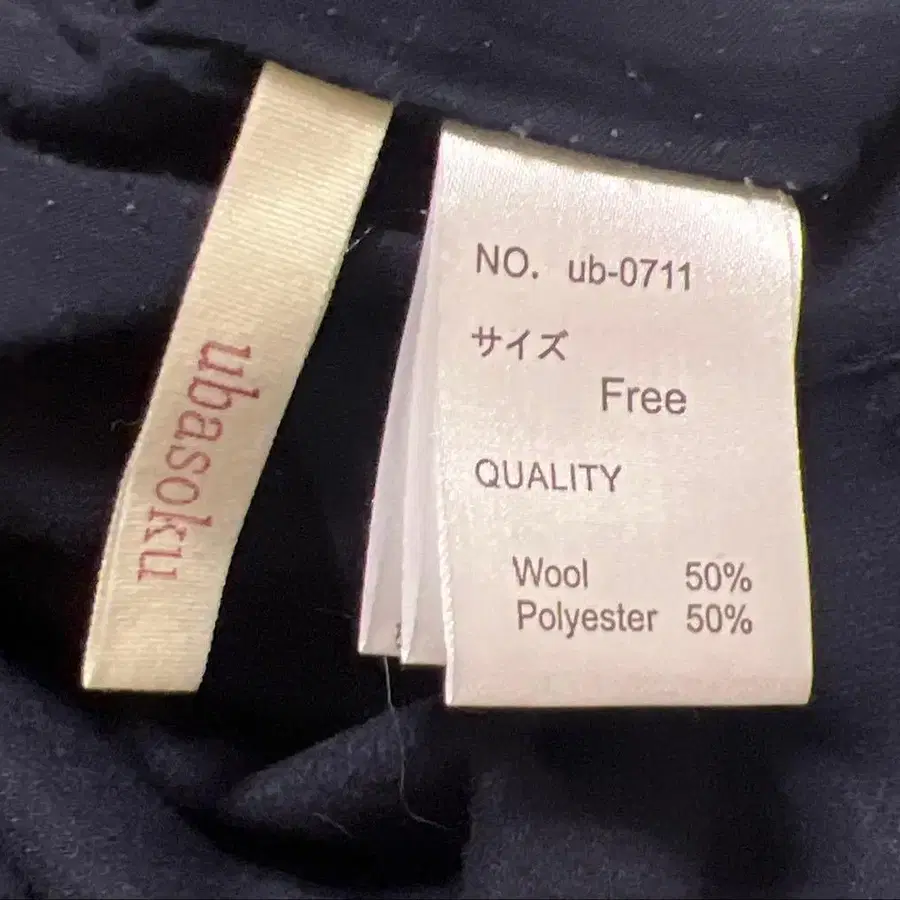 ubasoku
NO. ub-0711
サイズ
Free
QUALITY
Wool 50%
Polyester 50%